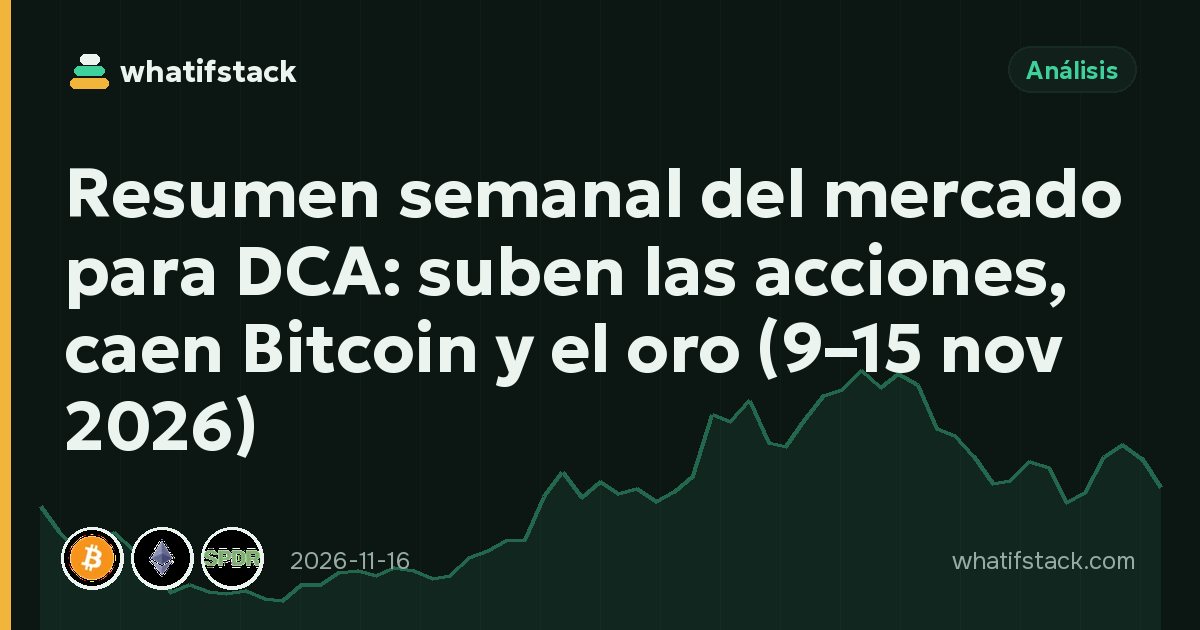 whatifstack
Análisis
Resumen semanal del mercado
para DCA: suben las acciones,
caen Bitcoin y el oro (9–15 nov
2026)
SPDR
2026-11-16
whatifstack.com